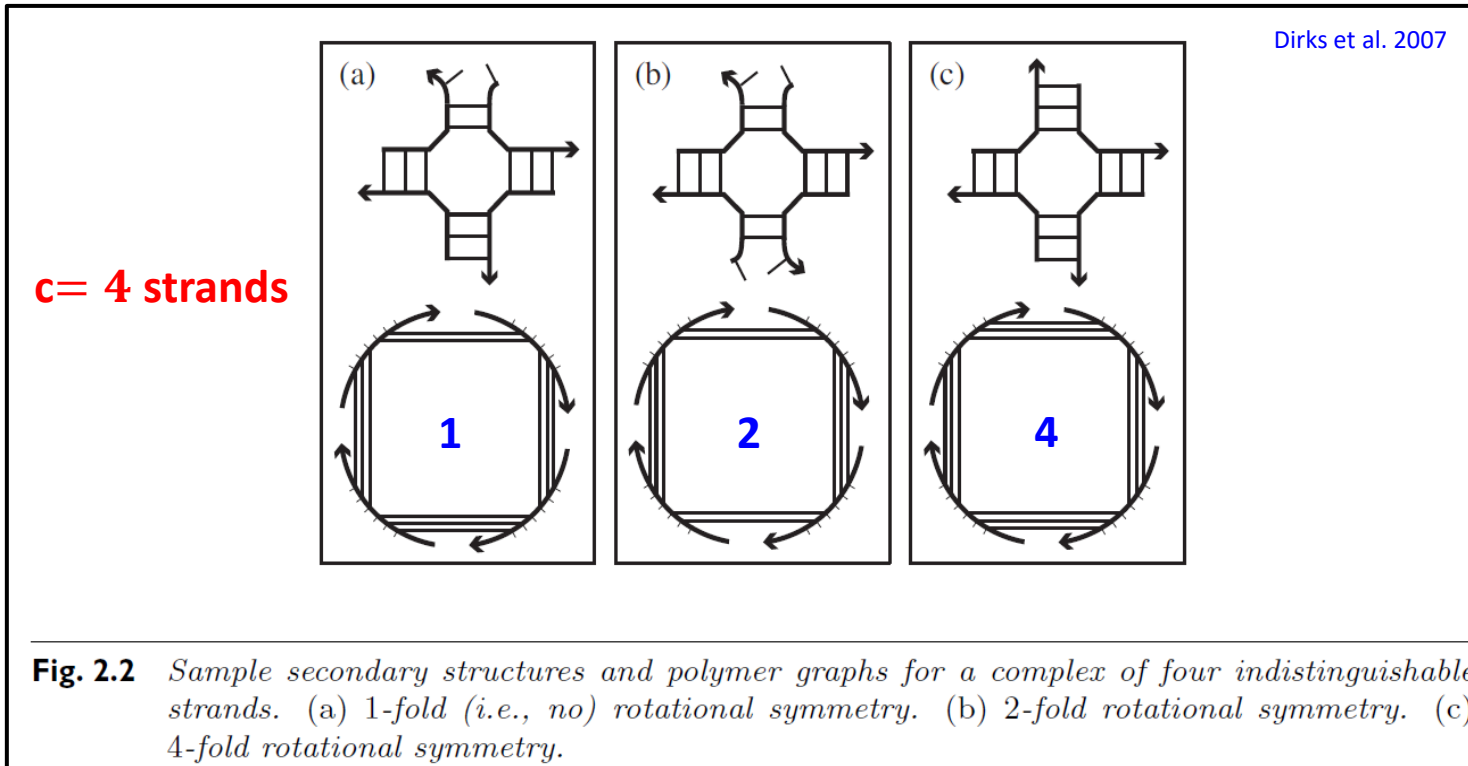 Dirks et al. 2007
(a)
(b)
(c)
c= 4 strands
1
2
4
Fig. 2.2 Sample secondary structures and polymer graphs for a complex of four indistinguishable
strands. (a) 1-fold (i.e., no) rotational symmetry. (b) 2-fold rotational symmetry. (c)
4-fold rotational symmetry.